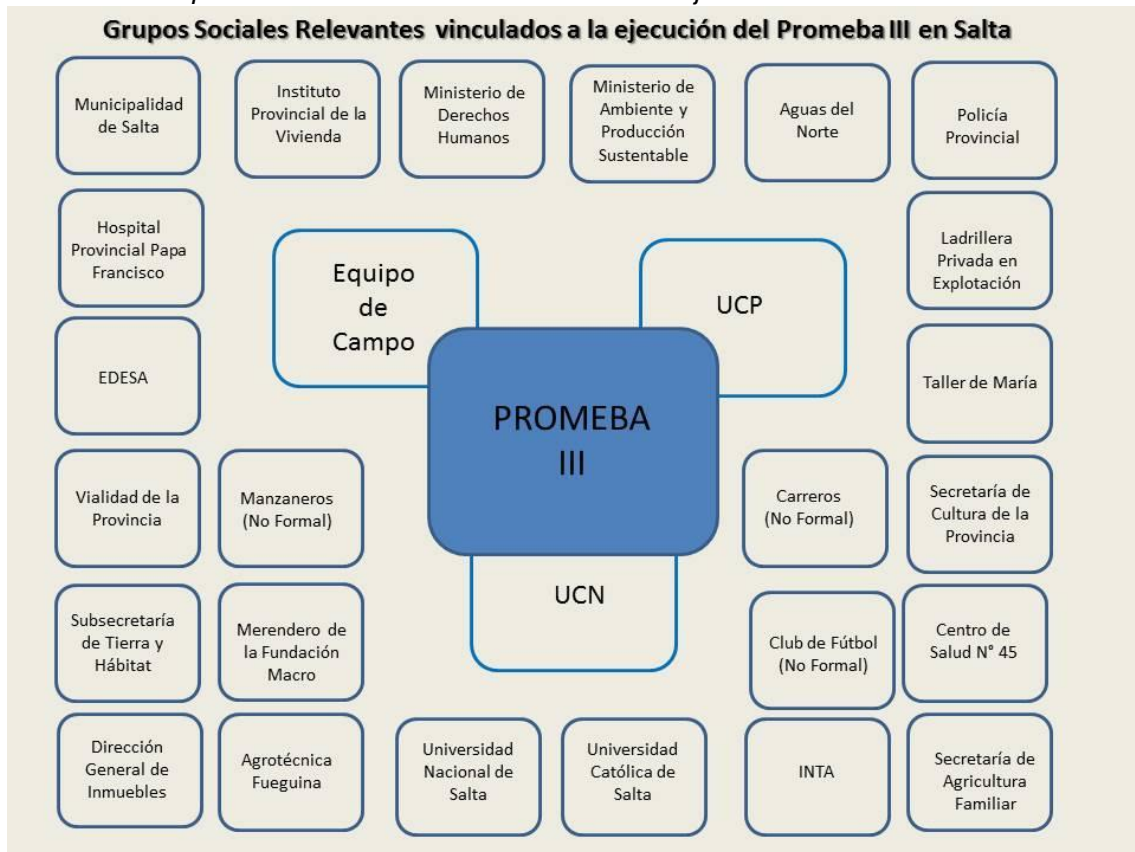 Grupos Sociales Relevantes vinculados a la ejecución del Promeba III en Salta
Municipalidad
de Salta
Instituto
Provincial de la
Vivienda
Ministerio de
Derechos
Humanos
Ministerio de
Ambiente y
Producción
Sustentable
Aguas del
Norte
Policía
Provincial
Hospital
Provincial Papa
Francisco
Equipo
de
Campo
UCP
Ladrillera
Privada en
Explotación
EDESA
PROMEBA
III
Taller de María
Vialidad de la
Provincia
Manzaneros
(No Formal)
Carreros
(No Formal)
Secretaría de
Cultura de la
Provincia
UCN
Subsecretaría
de Tierra y
Hábitat
Merendero de
la Fundación
Macro
Club de Fútbol
(No Formal)
Centro de
Salud N° 45
Dirección
General de
Inmuebles
Agrotécnica
Fueguina
Universidad
Nacional de
Salta
Universidad
Católica de
Salta
INTA
Secretaría de
Agricultura
Familiar